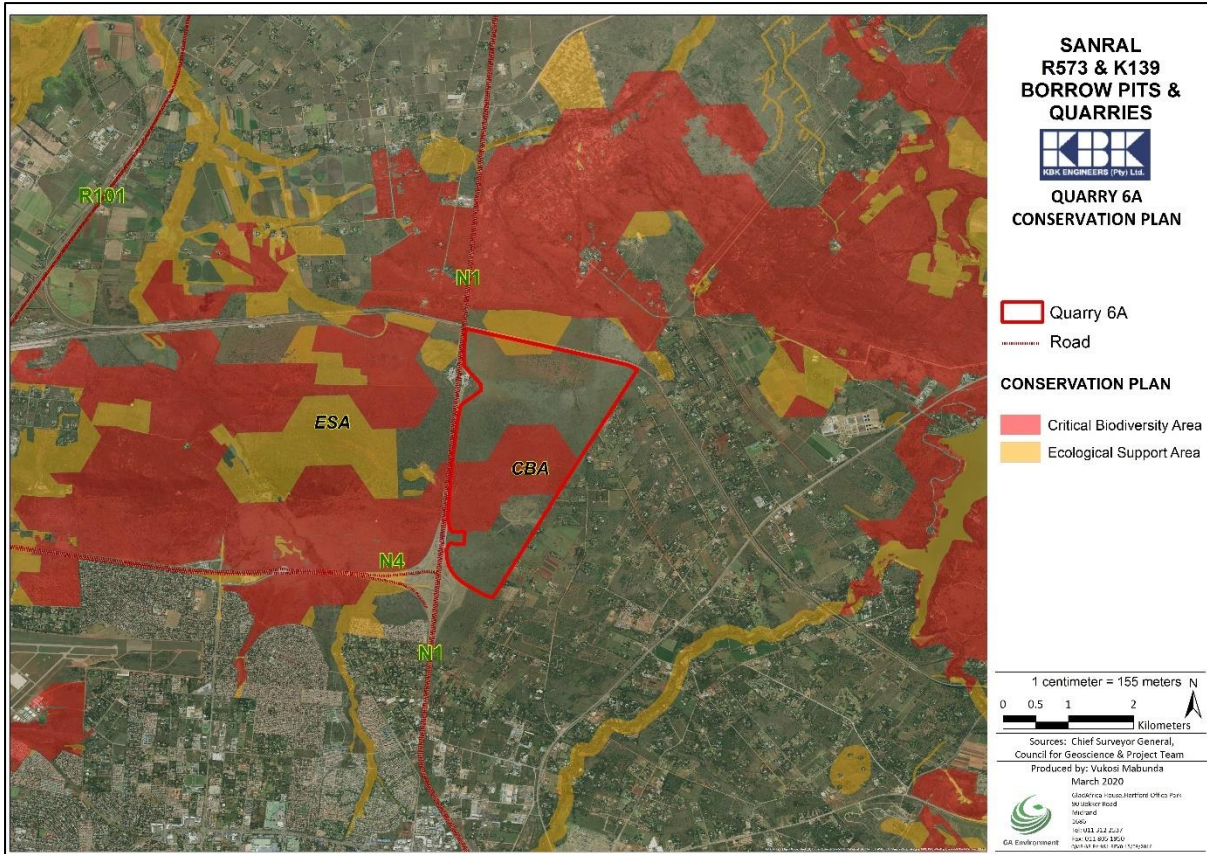 R101
N1
ESA
CBA
N4
N1
SANRAL
R573 & K139
BORROW PITS &
QUARRIES
KBK
KBK ENGINEERS (Pty) Ltd.
QUARRY 6A
CONSERVATION PLAN
Quarry 6A
Road
CONSERVATION PLAN
Critical Biodiversity Area
Ecological Support Area
1 centimeter = 155 meters
N
0 0.5 1 2
Kilometers
Sources: Chief Surveyor General,
Council for Geoscience & Project Team
Produced by: Vukosi Mabunda
March 2020
GA Environment
Midrand